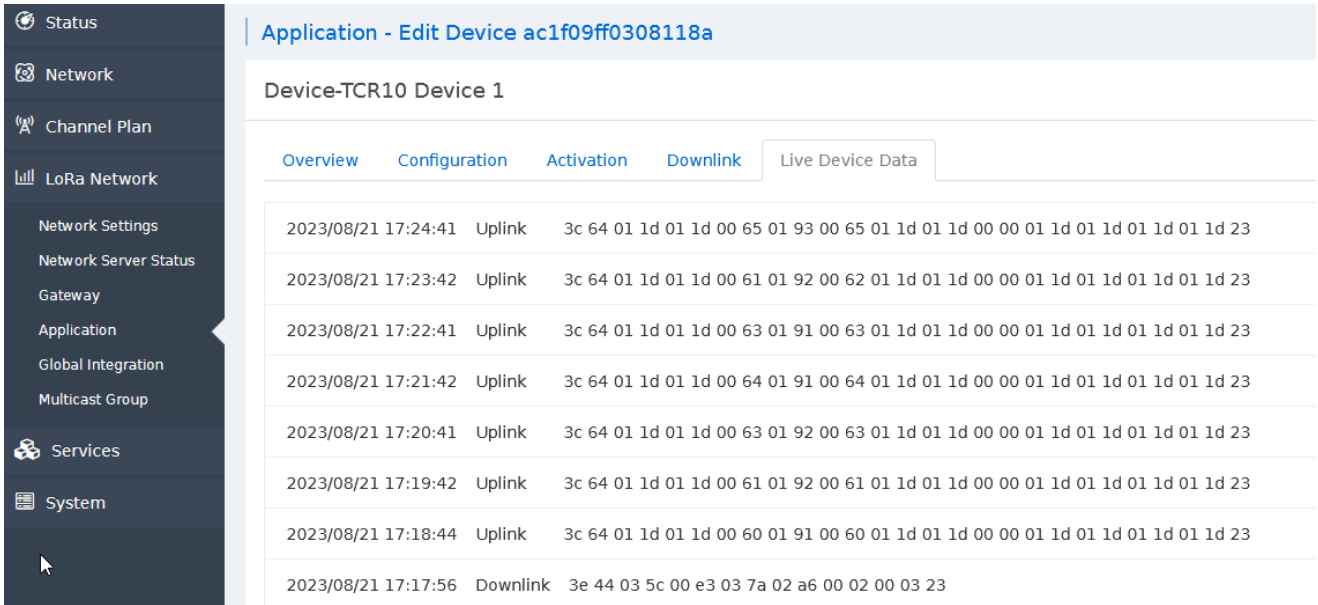 Status
Network
Channel Plan
LoRa Network
Network Settings
Network Server Status
Gateway
Application
Global Integration
Multicast Group
Services
System
Application - Edit Device ac1f09ff0308118a
Device-TCR10 Device 1
Overview Configuration Activation Downlink Live Device Data
2023/08/21 17:24:41 Uplink 3c 64 01 1d 01 1d 00 65 01 93 00 65 01 1d 01 1d 00 00 01 1d 01 1d 01 1d 01 1d 23
2023/08/21 17:23:42 Uplink 3c 64 01 1d 01 1d 00 61 01 92 00 62 01 1d 01 1d 00 00 01 1d 01 1d 01 1d 01 1d 23
2023/08/21 17:22:41 Uplink 3c 64 01 1d 01 1d 00 63 01 91 00 63 01 1d 01 1d 00 00 01 1d 01 1d 01 1d 01 1d 23
2023/08/21 17:21:42 Uplink 3c 64 01 1d 01 1d 00 64 01 91 00 64 01 1d 01 1d 00 00 01 1d 01 1d 01 1d 01 1d 23
2023/08/21 17:20:41 Uplink 3c 64 01 1d 01 1d 00 63 01 92 00 63 01 1d 01 1d 00 00 01 1d 01 1d 01 1d 01 1d 23
2023/08/21 17:19:42 Uplink 3c 64 01 1d 01 1d 00 61 01 92 00 61 01 1d 01 1d 00 00 01 1d 01 1d 01 1d 01 1d 23
2023/08/21 17:18:44 Uplink 3c 64 01 1d 01 1d 00 60 01 91 00 60 01 1d 01 1d 00 00 01 1d 01 1d 01 1d 01 1d 23
2023/08/21 17:17:56 Downlink 3e 44 03 5c 00 e3 03 7a 02 a6 00 02 00 03 23